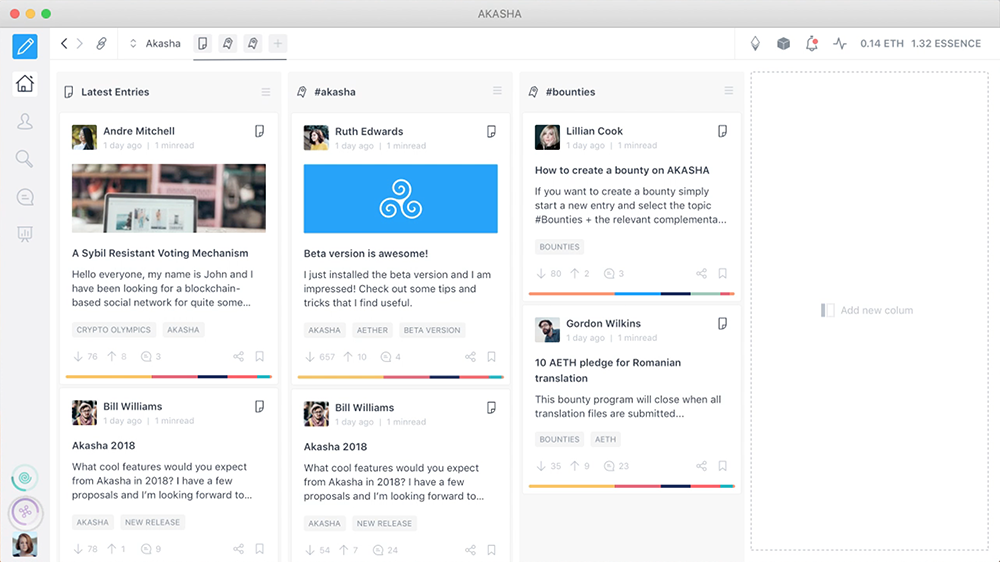 AKASHA
Akasha
0.14 ETH 1.32 ESSENCE
Latest Entries
Andre Mitchell
1 day ago | 1 minread
A Sybil Resistant Voting Mechanism
Hello everyone, my name is John and I
have been looking for a blockchain-
based social network for quite some...
CRYPTO OLYMPICS AKASHA
76 8 3
Bill Williams
1 day ago | 1 minread
Akasha 2018
What cool features would you expect
from Akasha in 2018? I have a few
proposals and I'm looking forward to...
AKASHA NEW RELEASE
78 1 9
#akasha
Ruth Edwards
1 day ago | 1 minread
Beta version is awesome!
I just installed the beta version and I am
impressed! Check out some tips and
tricks that I find useful.
AKASHA AETHER BETA VERSION
657 10 4
Bill Williams
1 day ago | 1 minread
Akasha 2018
What cool features would you expect
from Akasha in 2018? I have a few
proposals and I'm looking forward to...
AKASHA NEW RELEASE
54 7 24
#bounties
Lillian Cook
1 day ago | 1 minread
How to create a bounty on AKASHA
If you want to create a bounty simply
start a new entry and select the topic
#Bounties + the relevant complementa...
BOUNTIES
80 2 3
Gordon Wilkins
1 day ago | 1 minread
10 AETH pledge for Romanian
translation
This bounty program will close when all
translation files are submitted...
BOUNTIES AETH
35 9 23
Add new colum